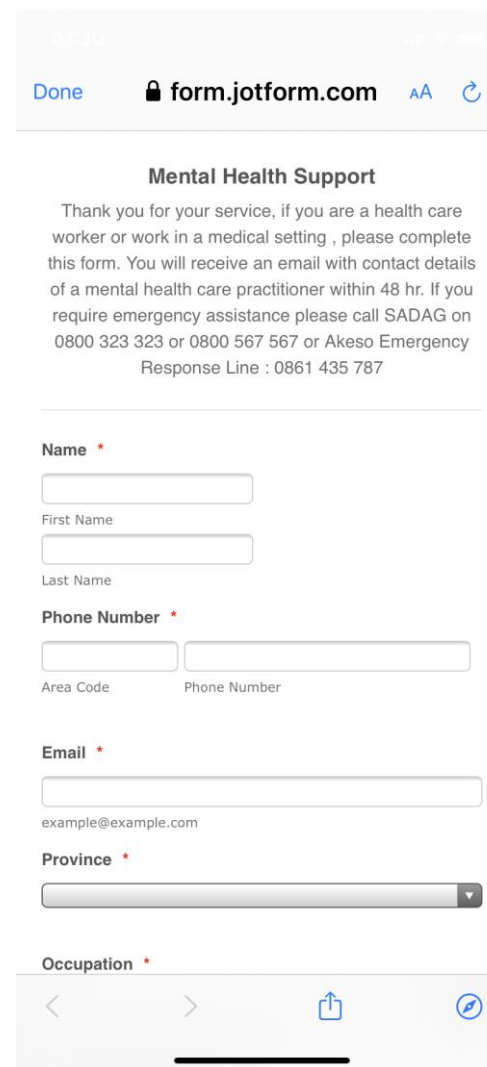 Done form.jotform.com AA
Mental Health Support
Thank you for your service, if you are a health care
worker or work in a medical setting , please complete
this form. You will receive an email with contact details
of a mental health care practitioner within 48 hr. If you
require emergency assistance please call SADAG on
0800 323 323 or 0800 567 567 or Akeso Emergency
Response Line : 0861 435 787
Name *
First Name
Last Name
Phone Number *
Area Code Phone Number
Email *
example@example.com
Province *
Occupation *